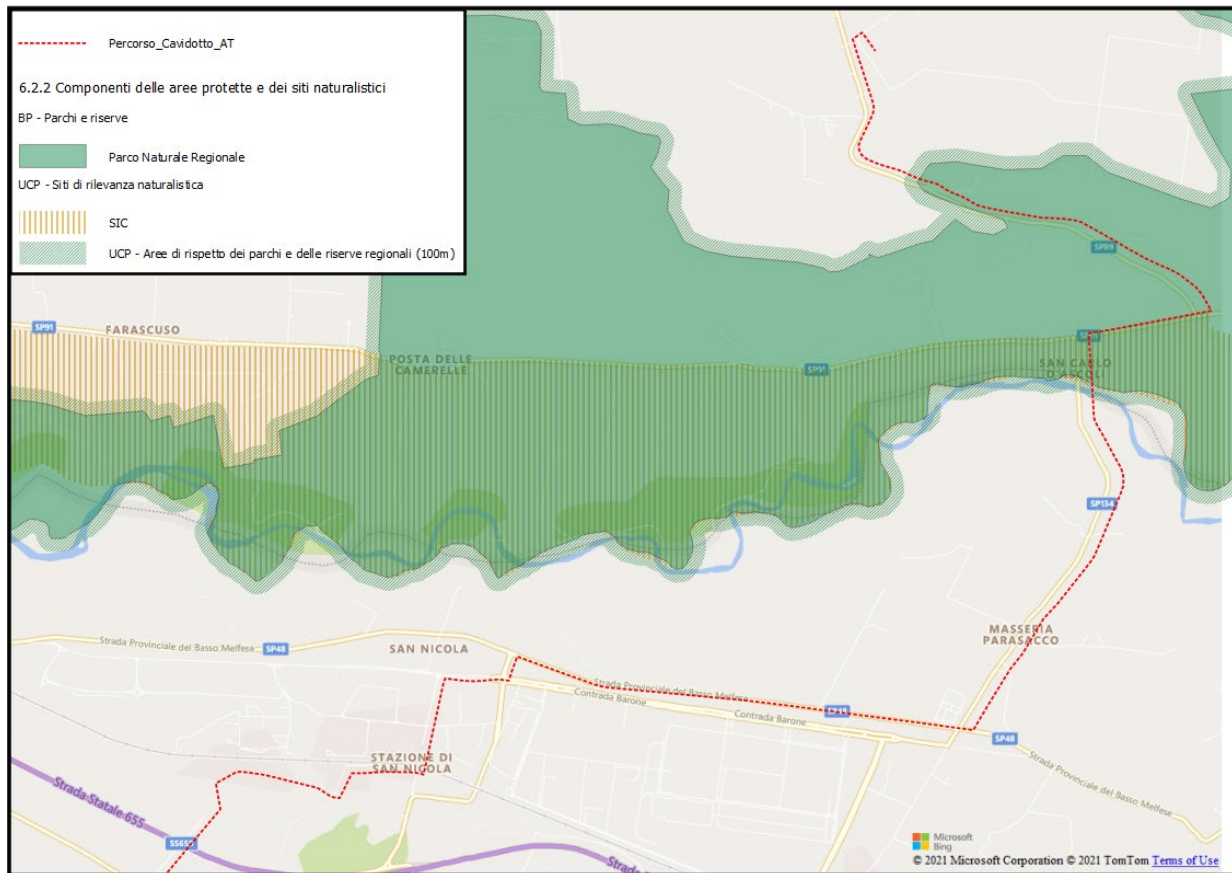 Percorso_Cavidotto_AT
6.2.2 Componenti delle aree protette e dei siti naturalistici
BP - Parchi e riserve
Parco Naturale Regionale
UCP - Siti di rilevanza naturalistica
SIC
UCP - Aree di rispetto dei parchi e delle riserve regionali (100m)
SP89
SP91
FARASCUSO
POSTA DELLE
CAMERELLE
SP91
SAN CARLO
D'ASCOLI
SP134
MASSERIA
PARASACCO
Strada Provinciale del Basso Melfese
SP48
SAN NICOLA
Strada Provinciale del Basso Melfese
Contrada Barone
Contrada Barone
SP48
Strada Provinciale del Basso Melfese
STAZIONE DI
SAN NICOLA
Strada Statale 655
SS655
Microsoft
Bing
© 2021 Microsoft Corporation © 2021 TomTom Terms of Use